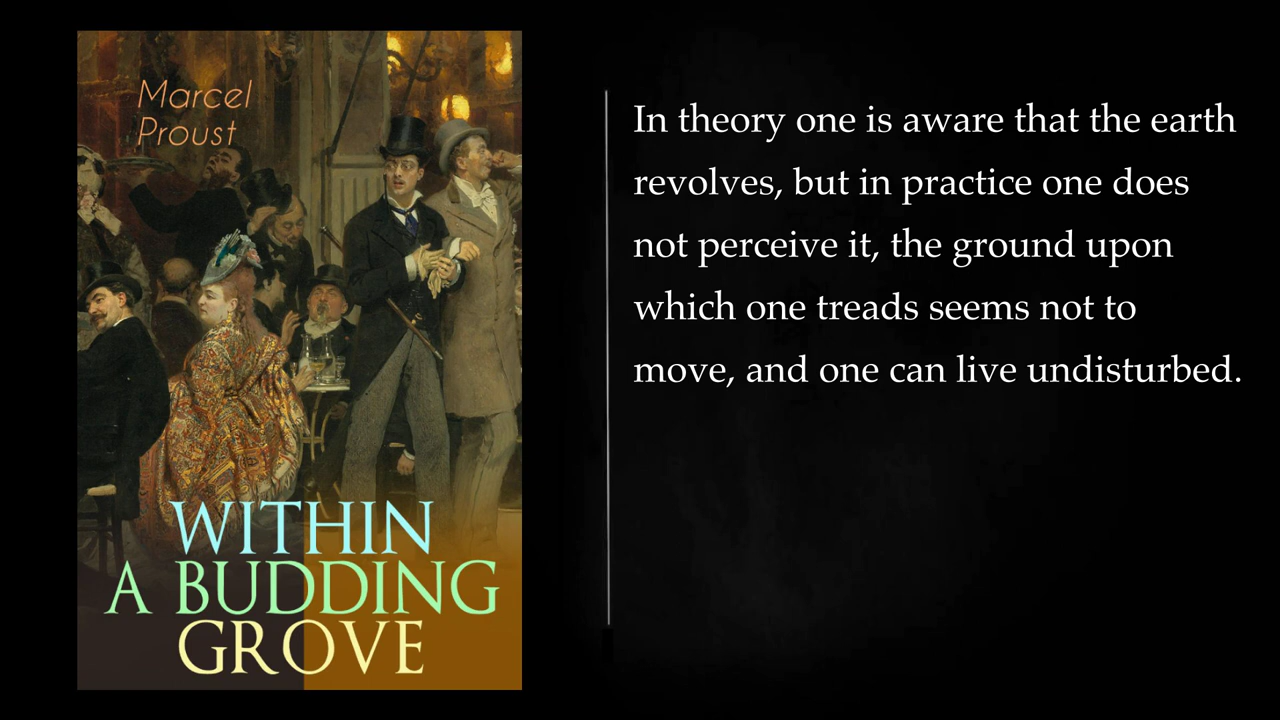 Marcel
Proust
WITHIN
A BUDDING
GROVE
In theory one is aware that the earth
revolves, but in practice one does
not perceive it, the ground upon
which one treads seems not to
move, and one can live undisturbed.